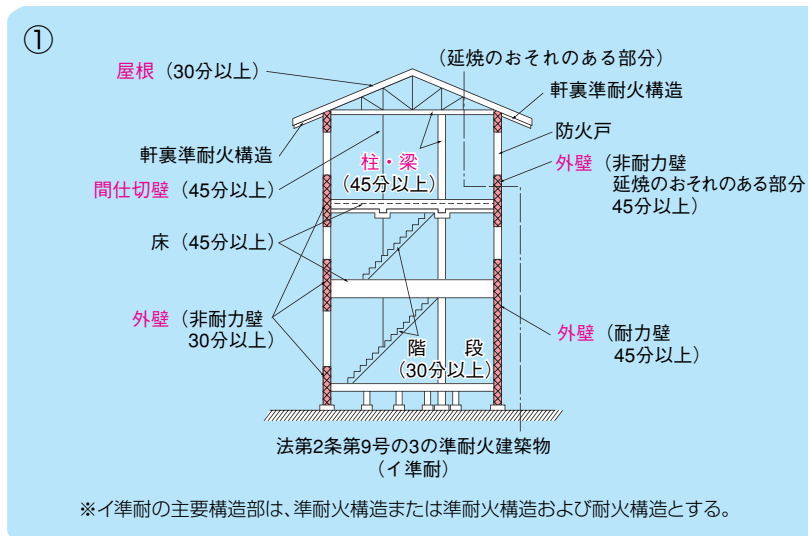 ①
(延焼のおそれのある部分)
屋根(30分以上)
軒裏準耐火構造
防火戸
軒裏準耐火構造
柱・梁
(45分以上)
外壁(非耐力壁
延焼のおそれのある部分
45分以上)
間仕切壁(45分以上)
床(45分以上)
外壁(非耐力壁
30分以上)
階 段
(30分以上)
外壁(耐力壁
45分以上)
法第2条第9号の3の準耐火建築物
(イ準耐)
※イ準耐の主要構造部は、準耐火構造または準耐火構造および耐火構造とする。